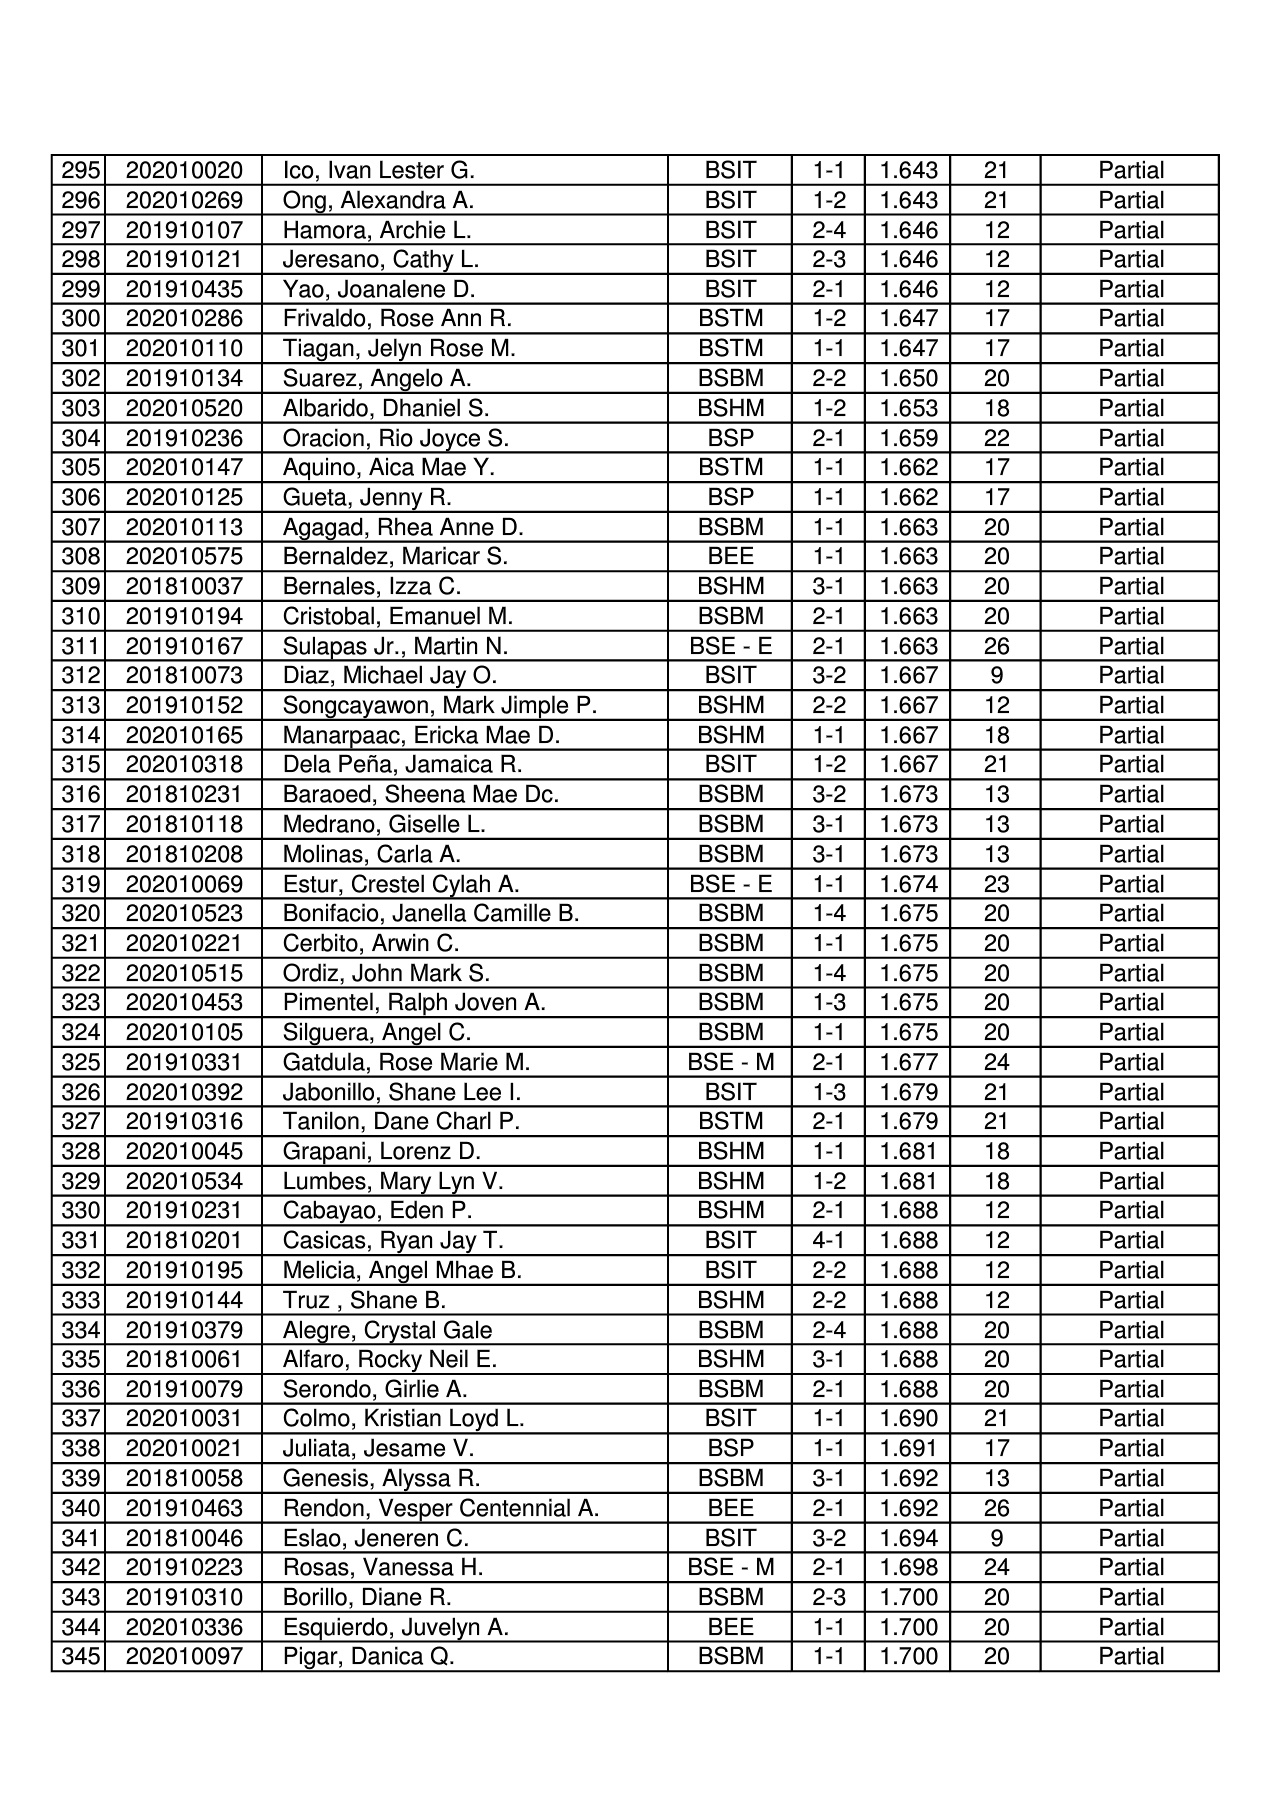 295 202010020 Ico, Ivan Lester G. BSIT 1-1 1.643 21 Partial
296 202010269 Ong, Alexandra A. BSIT 1-2 1.643 21 Partial
297 201910107 Hamora, Archie L. BSIT 2-4 1.646 12 Partial
298 201910121 Jeresano, Cathy L. BSIT 2-3 1.646 12 Partial
299 201910435 Yao, Joanalene D. BSIT 2-1 1.646 12 Partial
300 202010286 Frivaldo, Rose Ann R. BSTM 1-2 1.647 17 Partial
301 202010110 Tiagan, Jelyn Rose M. BSTM 1-1 1.647 17 Partial
302 201910134 Suarez, Angelo A. BSBM 2-2 1.650 20 Partial
303 202010520 Albarido, Dhaniel S. BSHM 1-2 1.653 18 Partial
304 201910236 Oracion, Rio Joyce S. BSP 2-1 1.659 22 Partial
305 202010147 Aquino, Aica Mae Y. BSTM 1-1 1.662 17 Partial
306 202010125 Gueta, Jenny R. BSP 1-1 1.662 17 Partial
307 202010113 Agagad, Rhea Anne D. BSBM 1-1 1.663 20 Partial
308 202010575 Bernaldez, Maricar S. BEE 1-1 1.663 20 Partial
309 201810037 Bernales, Izza C. BSHM 3-1 1.663 20 Partial
310 201910194 Cristobal, Emanuel M. BSBM 2-1 1.663 20 Partial
311 201910167 Sulapas Jr., Martin N. BSE - E 2-1 1.663 26 Partial
312 201810073 Diaz, Michael Jay O. BSIT 3-2 1.667 9 Partial
313 201910152 Songcayawon, Mark Jimple P. BSHM 2-2 1.667 12 Partial
314 202010165 Manarpaac, Ericka Mae D. BSHM 1-1 1.667 18 Partial
315 202010318 Dela Peña, Jamaica R. BSIT 1-2 1.667 21 Partial
316 201810231 Baraoed, Sheena Mae Dc. BSBM 3-2 1.673 13 Partial
317 201810118 Medrano, Giselle L. BSBM 3-1 1.673 13 Partial
318 201810208 Molinas, Carla A. BSBM 3-1 1.673 13 Partial
319 202010069 Estur, Crestel Cylah A. BSE - E 1-1 1.674 23 Partial
320 202010523 Bonifacio, Janella Camille B. BSBM 1-4 1.675 20 Partial
321 202010221 Cerbito, Arwin C. BSBM 1-1 1.675 20 Partial
322 202010515 Ordiz, John Mark S. BSBM 1-4 1.675 20 Partial
323 202010453 Pimentel, Ralph Joven A. BSBM 1-3 1.675 20 Partial
324 202010105 Silguera, Angel C. BSBM 1-1 1.675 20 Partial
325 201910331 Gatdula, Rose Marie M. BSE - M 2-1 1.677 24 Partial
326 202010392 Jabonillo, Shane Lee I. BSIT 1-3 1.679 21 Partial
327 201910316 Tanilon, Dane Charl P. BSTM 2-1 1.679 21 Partial
328 202010045 Grapani, Lorenz D. BSHM 1-1 1.681 18 Partial
329 202010534 Lumbes, Mary Lyn V. BSHM 1-2 1.681 18 Partial
330 201910231 Cabayao, Eden P. BSHM 2-1 1.688 12 Partial
331 201810201 Casicas, Ryan Jay T. BSIT 4-1 1.688 12 Partial
332 201910195 Melicia, Angel Mhae B. BSIT 2-2 1.688 12 Partial
333 201910144 Truz , Shane B. BSHM 2-2 1.688 12 Partial
334 201910379 Alegre, Crystal Gale BSBM 2-4 1.688 20 Partial
335 201810061 Alfaro, Rocky Neil E. BSHM 3-1 1.688 20 Partial
336 201910079 Serondo, Girlie A. BSBM 2-1 1.688 20 Partial
337 202010031 Colmo, Kristian Loyd L. BSIT 1-1 1.690 21 Partial
338 202010021 Juliata, Jesame V. BSP 1-1 1.691 17 Partial
339 201810058 Genesis, Alyssa R. BSBM 3-1 1.692 13 Partial
340 201910463 Rendon, Vesper Centennial A. BEE 2-1 1.692 26 Partial
341 201810046 Eslao, Jeneren C. BSIT 3-2 1.694 9 Partial
342 201910223 Rosas, Vanessa H. BSE - M 2-1 1.698 24 Partial
343 201910310 Borillo, Diane R. BSBM 2-3 1.700 20 Partial
344 202010336 Esquierdo, Juvelyn A. BEE 1-1 1.700 20 Partial
345 202010097 Pigar, Danica Q. BSBM 1-1 1.700 20 Partial